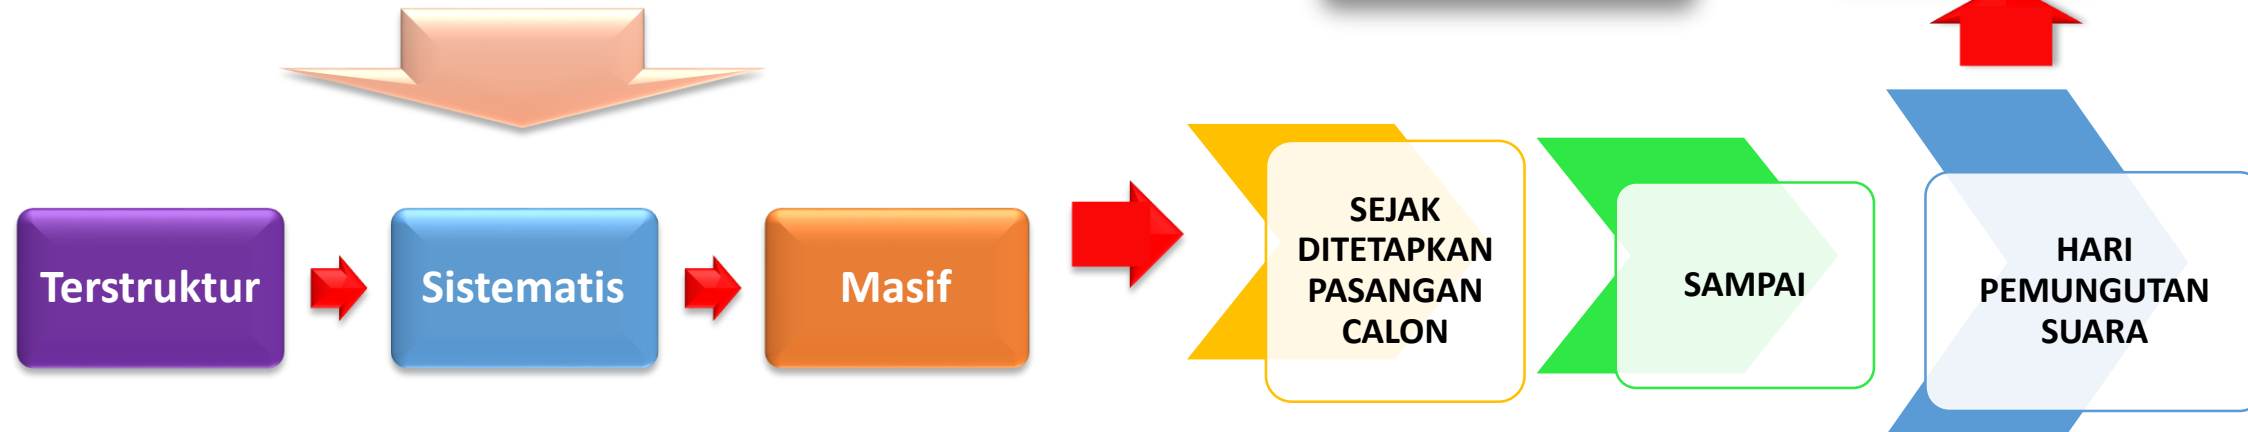 Terstruktur
Sistematis
Masif
SEJAK
DITETAPKAN
PASANGAN
CALON
SAMPAI
HARI
PEMUNGUTAN
SUARA